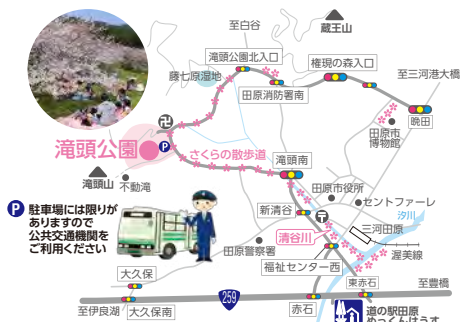 至白谷
蔵王山
滝頭公園北入口
権現の森入口
至三河港大橋
藤七原湿地
田原消防署南
晩田
田原市
博物館
卍
滝頭公園
P
さくらの散歩道
滝頭南
滝頭山
不動滝
田原市役所
セントファーレ
汐川
P 駐車場には限りが
ありますので
公共交通機関を
ご利用ください
新清谷
〒
三河田原
清谷川
渥美線
田原警察署
福祉センター西
大久保
東赤石
至豊橋
259
至伊良湖
大久保南
赤石
道の駅田原
めっくんはうす